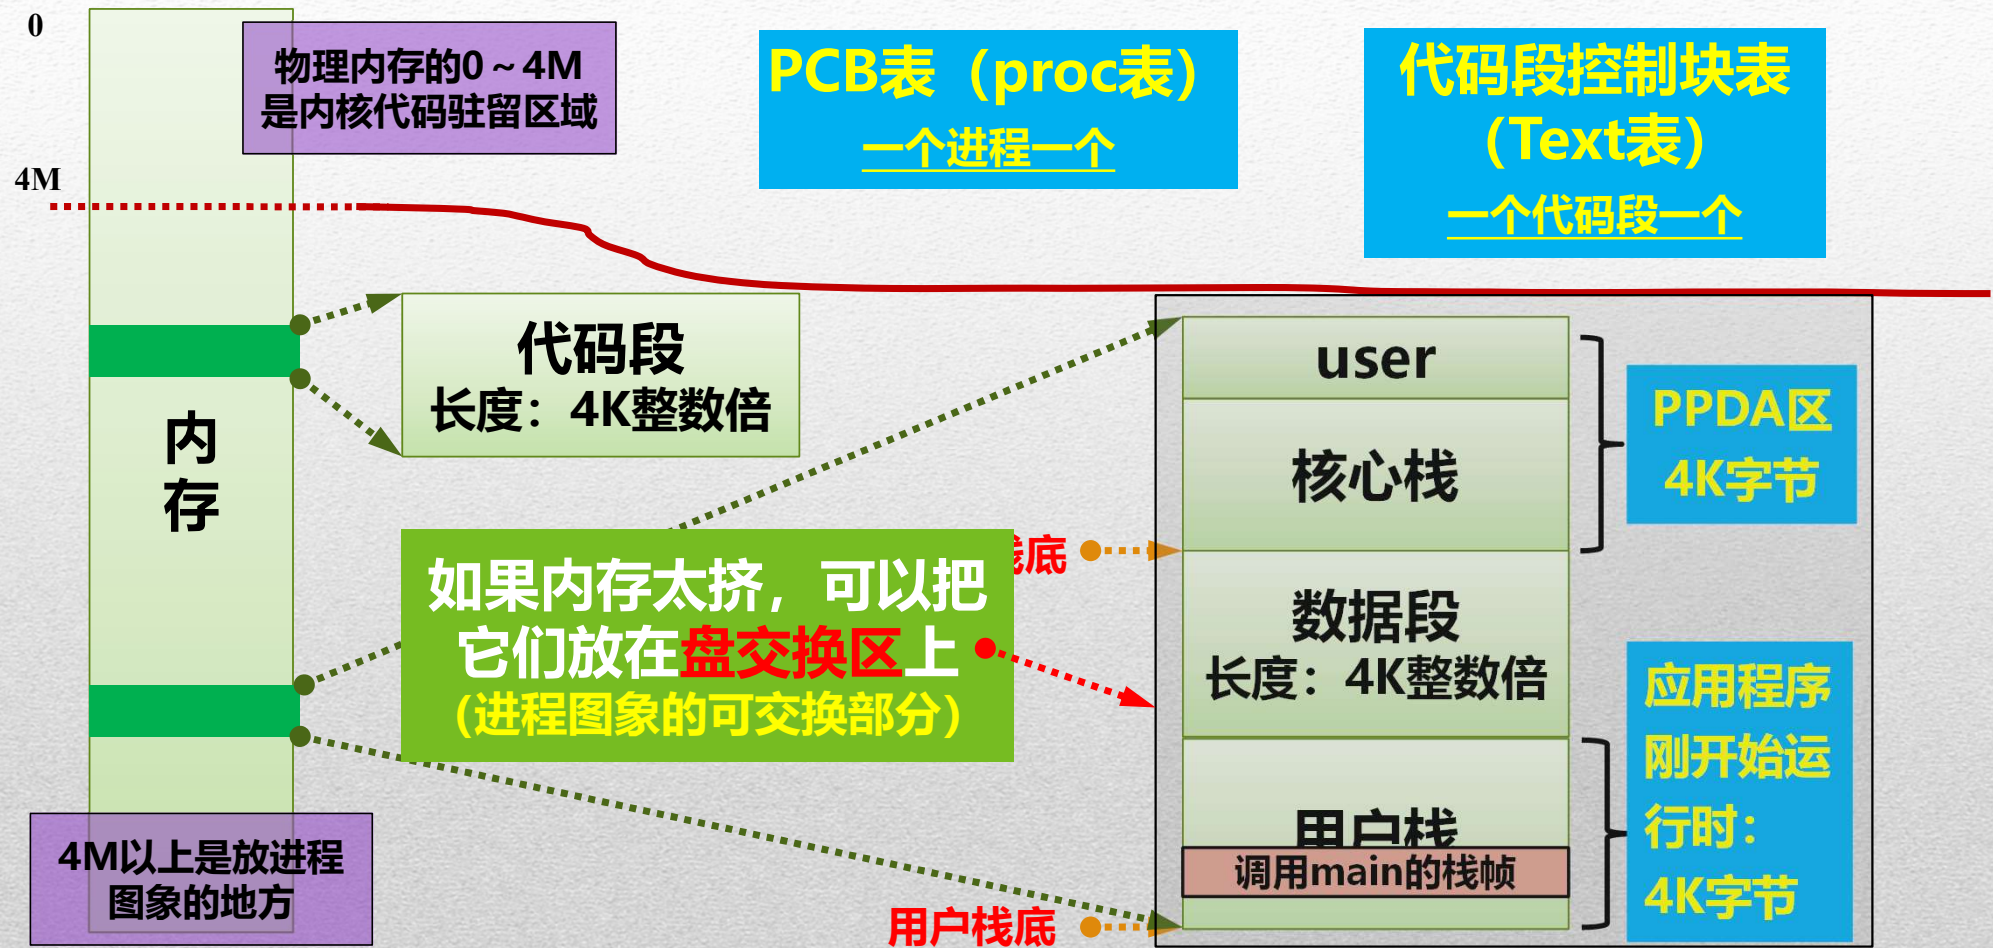 0
物理内存的0～4M
是内核代码驻留区域
PCB表（proc表）
一个进程一个
代码段控制块表
（Text表）
一个代码段一个
4M
代码段
长度：4K整数倍
内
存
user
核心栈
PPDA区
4K字节
栈底
如果内存太挤，可以把
它们放在盘交换区上
（进程图象的可交换部分）
数据段
长度：4K整数倍
用户栈
调用main的栈帧
应用程序
刚开始运
行时：
4K字节
4M以上是放进程
图象的地方
用户栈底